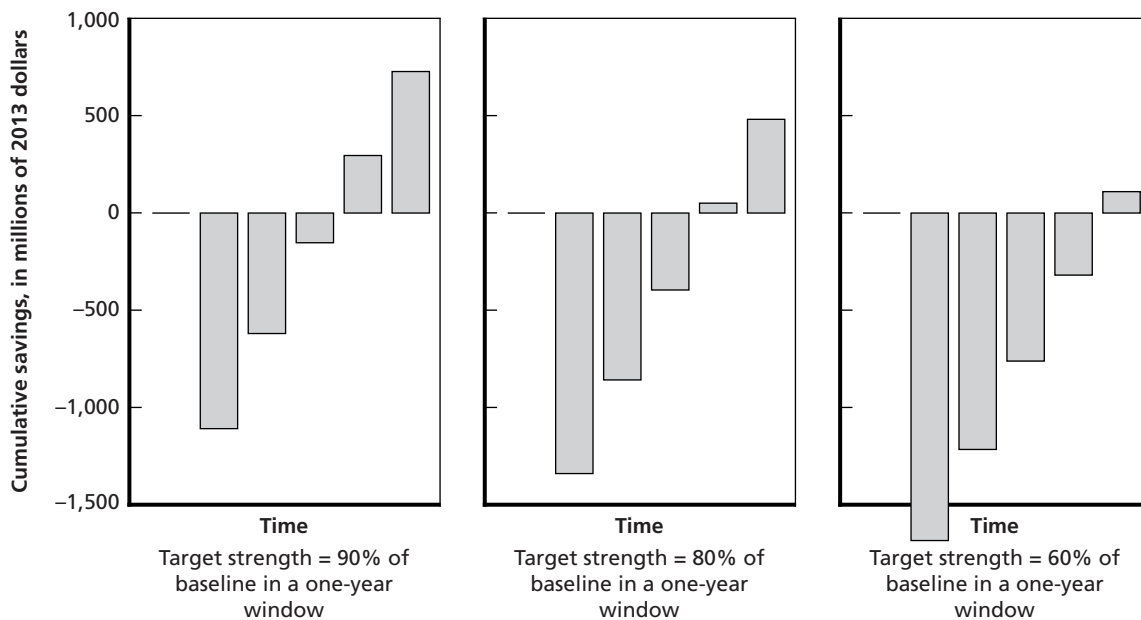 Cumulative savings, in millions of 2013 dollars
1,000
500
0
–500
–1,000
–1,500
Time
Target strength = 90% of
baseline in a one-year
window
Time
Target strength = 80% of
baseline in a one-year
window
Time
Target strength = 60% of
baseline in a one-year
window